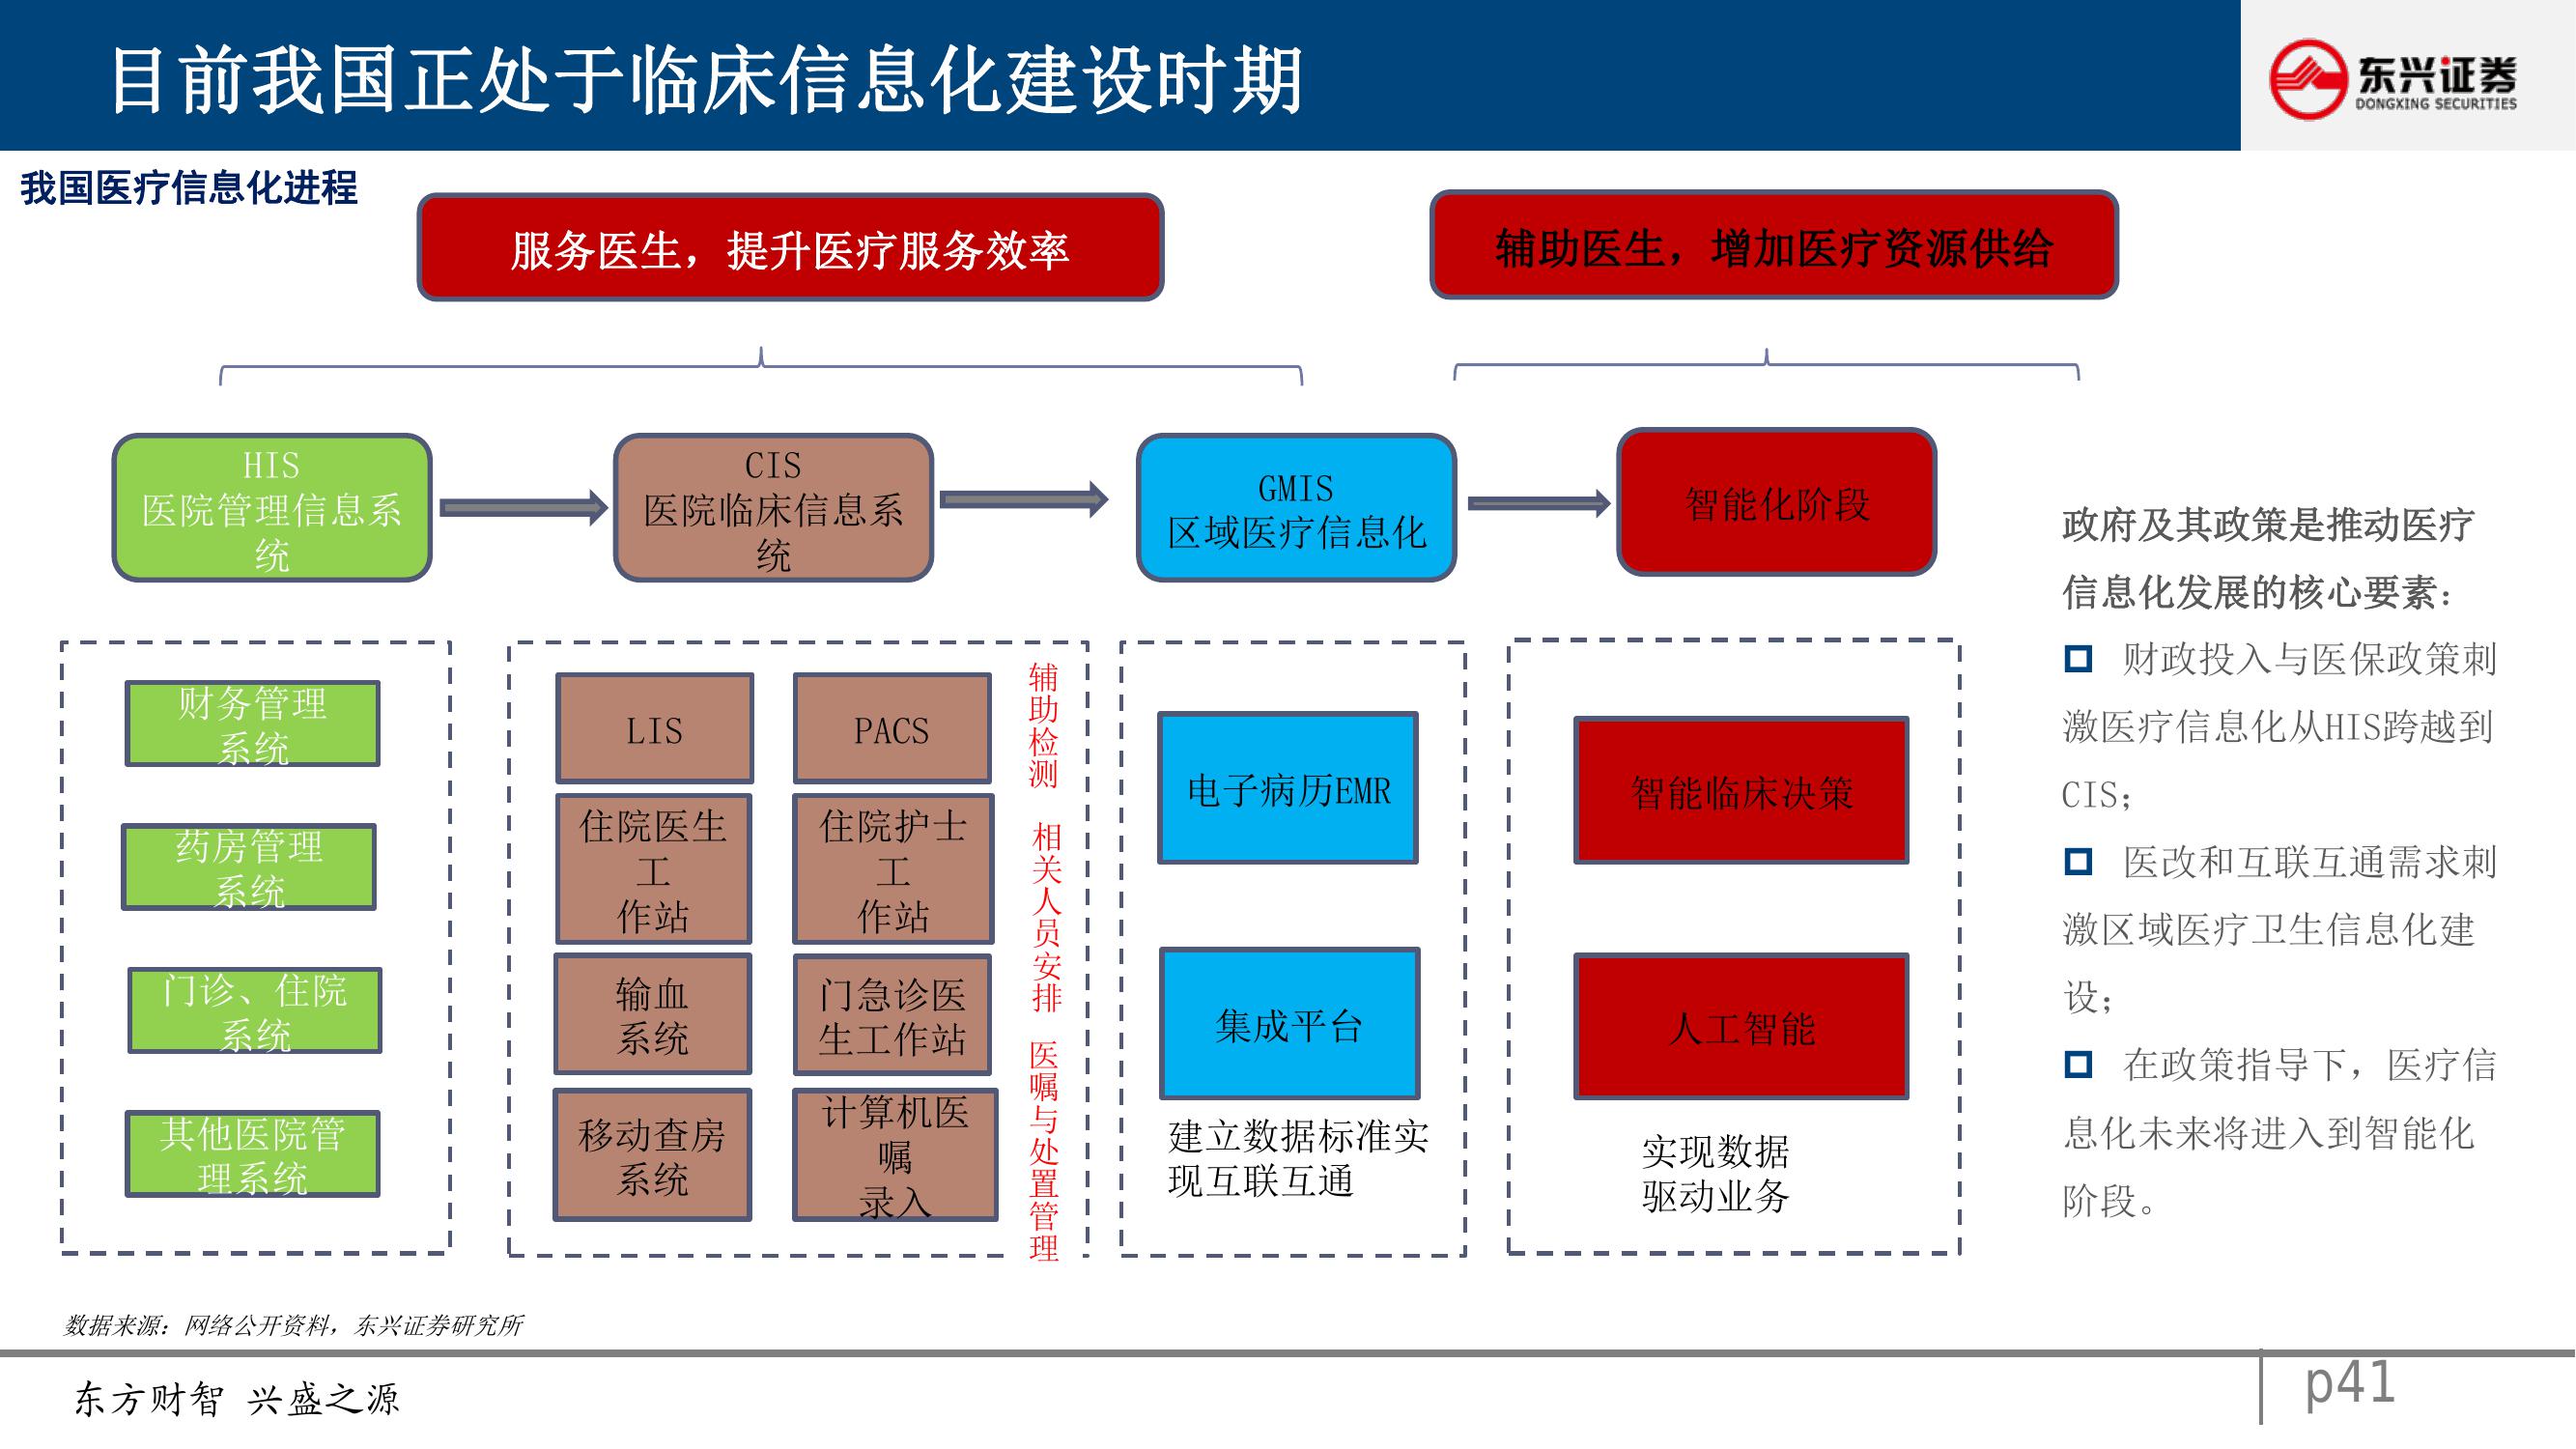 目前我国正处于临床信息化建设时期
东兴证券
DONGXING SECURITIES
我国医疗信息化进程
服务医生，提升医疗服务效率
辅助医生，增加医疗资源供给
HIS
医院管理信息系
统
CIS
医院临床信息系
统
GMIS
区域医疗信息化
智能化阶段
财务管理
系统
药房管理
系统
门诊、住院
系统
其他医院管
理系统
LIS
PACS
住院医生
工
作站
住院护士
工
作站
输血
系统
门急诊医
生工作站
移动查房
系统
计算机医
嘱
录入
辅助检测
相关人员安排
医嘱与处置管理
电子病历EMR
集成平台
建立数据标准实
现互联互通
智能临床决策
人工智能
实现数据
驱动业务
政府及其政策是推动医疗
信息化发展的核心要素：
财政投入与医保政策刺
激医疗信息化从HIS跨越到
CIS；
医改和互联互通需求刺
激区域医疗卫生信息化建
设；
在政策指导下，医疗信
息化未来将进入到智能化
阶段。
数据来源：网络公开资料，东兴证券研究所
东方财智 兴盛之源
p41